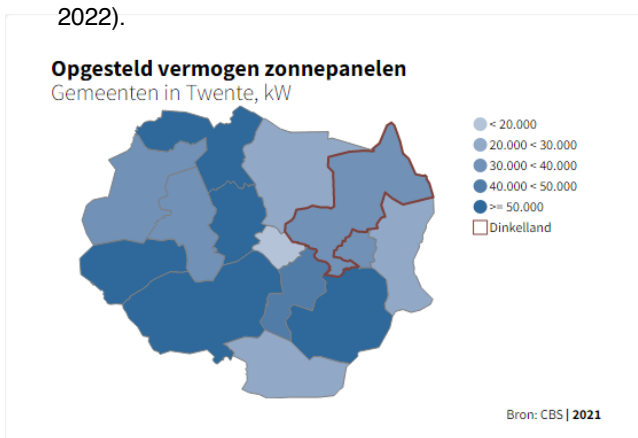 2022).
Opgesteld vermogen zonnepanelen
Gemeenten in Twente, kW
< 20.000
20.000 < 30.000
30.000 < 40.000
40.000 < 50.000
>= 50.000
Dinkelland
Bron: CBS | 2021